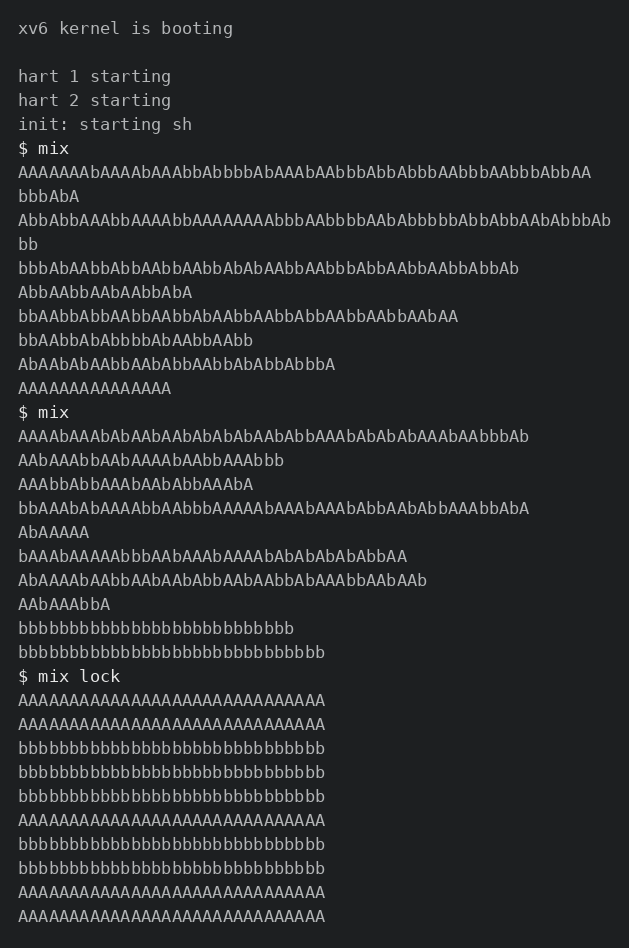 xv6 kernel is booting
hart 1 starting
hart 2 starting
init: starting sh
$ mix
AAAAAAAbAAAAbAAAbbAbbbbAbAAAbAAbbbAbbAbbbAAbbbAAbbbAbbAA
bbbAbA
AbbAbbAAAbbAAAAbbAAAAAAAAbbbAAbbbbAAbAbbbbbAbbAbbAAbAbbbAb
bb
bbbAbAAbbAbbAAbbAAbbAbAbAAbbAAbbbAbbAAbbAAbbAbbAb
AbbAAbbAAbAAbbAbA
bbAAbbAbbAAbbAAbbAbAAbbAAbbAbbAAbbAAbbAAbAA
bbAAbbAbAbbbbAbAAbbAAbb
AbAAbAbAAbbAAbAbbAAbbAbAbbAbbbA
AAAAAAAAAAAAAAA
$ mix
AAAAbAAAbAbAAbAAbAbAbAbAAbAbbAAAbAbAbAbAAAbAAbbbAb
AAbAAAbbAAbAAAAbAAbbAAAbbb
AAAbbAbbAAAbAAbAbbAAAbA
bbAAAbAbAAAAbbAAbbbAAAAAbAAAbAAAbAbbAAbAbbAAAbbAbA
AbAAAAA
bAAAbAAAAAbbbAAbAAAbAAAAbAbAbAbAbAbbAA
AbAAAAbAAbbAAbAAbAbbAAbAAbbAbAAAbbAAbAAb
AAbAAAbbA
bbbbbbbbbbbbbbbbbbbbbbbbbbb
bbbbbbbbbbbbbbbbbbbbbbbbbbbbbb
$ mix lock
AAAAAAAAAAAAAAAAAAAAAAAAAAAAAA
AAAAAAAAAAAAAAAAAAAAAAAAAAAAAA
bbbbbbbbbbbbbbbbbbbbbbbbbbbbbb
bbbbbbbbbbbbbbbbbbbbbbbbbbbbbb
bbbbbbbbbbbbbbbbbbbbbbbbbbbbbb
AAAAAAAAAAAAAAAAAAAAAAAAAAAAAA
bbbbbbbbbbbbbbbbbbbbbbbbbbbbbb
bbbbbbbbbbbbbbbbbbbbbbbbbbbbbb
AAAAAAAAAAAAAAAAAAAAAAAAAAAAAA
AAAAAAAAAAAAAAAAAAAAAAAAAAAAAA